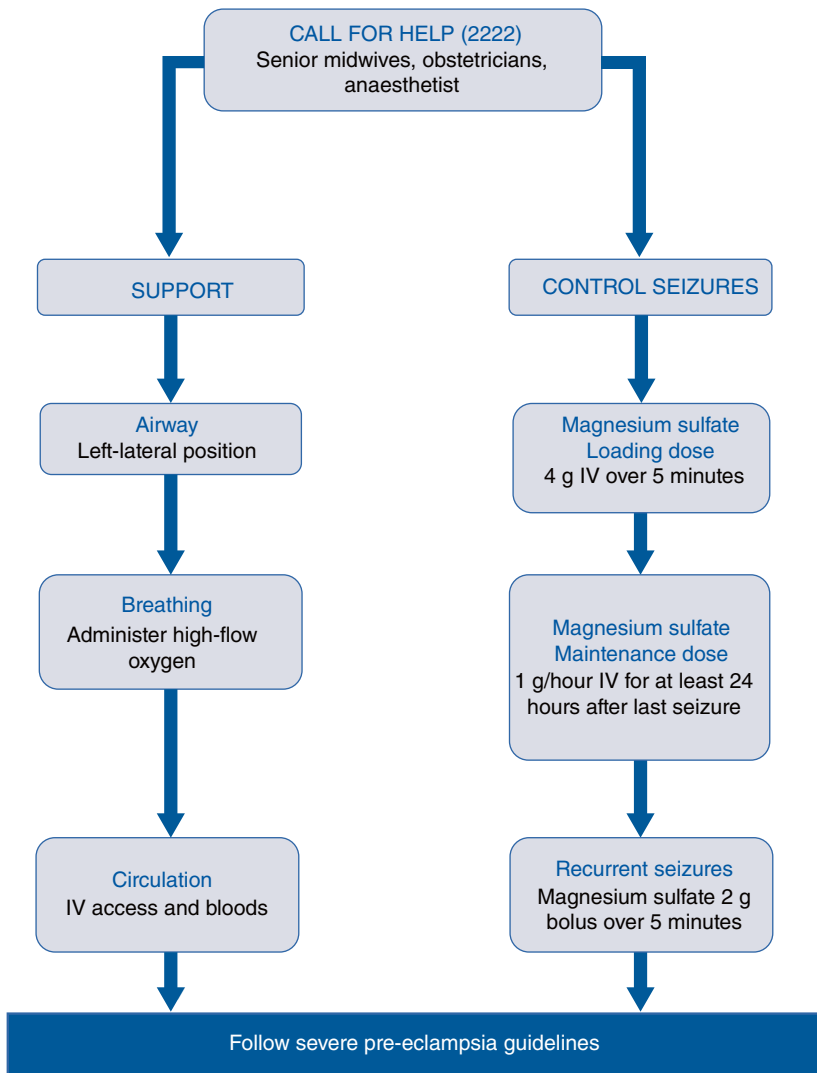 CALL FOR HELP (2222)
Senior midwives, obstetricians,
anaesthetist
SUPPORT
Airway
Left-lateral position
Breathing
Administer high-flow
oxygen
Circulation
IV access and bloods
CONTROL SEIZURES
Magnesium sulfate
Loading dose
4 g IV over 5 minutes
Magnesium sulfate
Maintenance dose
1 g/hour IV for at least 24
hours after last seizure
Recurrent seizures
Magnesium sulfate 2 g
bolus over 5 minutes
Follow severe pre-eclampsia guidelines